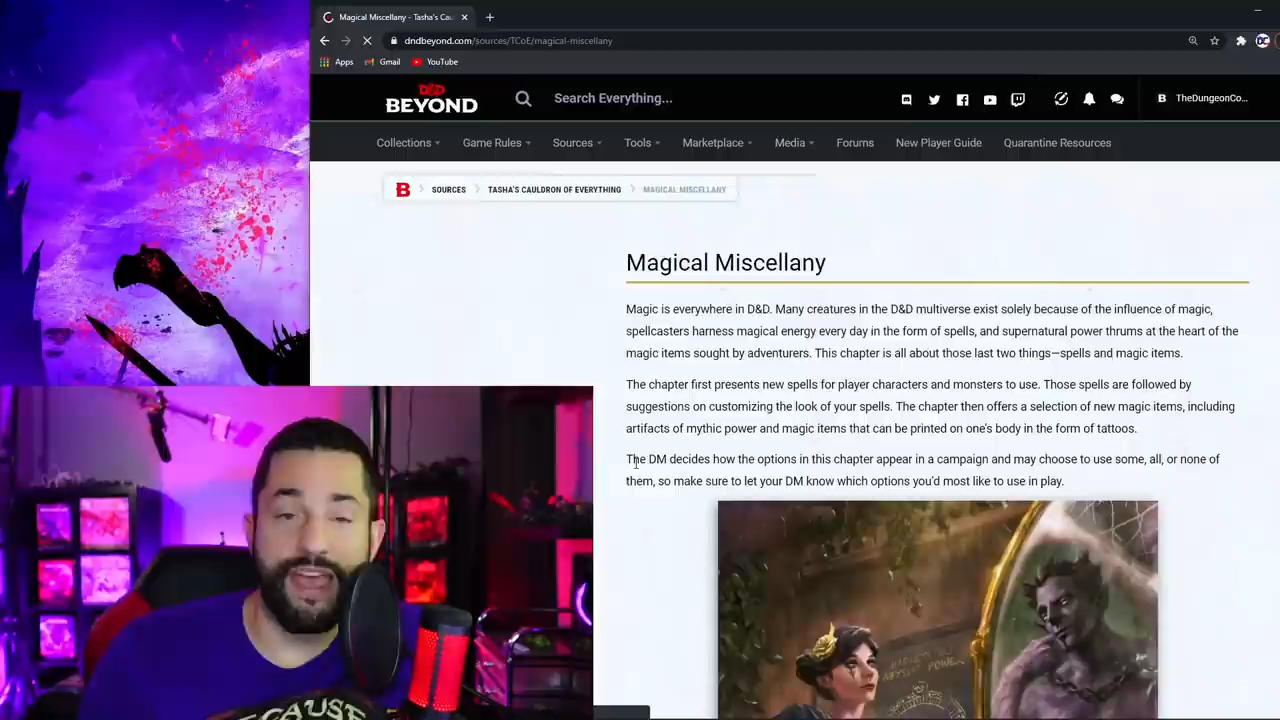 Magical Miscellany - Tasha's Cau
dndbeyond.com/sources/TCoE/magical-miscellany
Apps Gmail YouTube
D&D
BEYOND
Search Everything...
TheDungeonCo...
Collections Game Rules Sources Tools Marketplace Media Forums New Player Guide Quarantine Resources
B SOURCES TASHA'S CAULDRON OF EVERYTHING MAGICAL MISCELLANY
Magical Miscellany
Magic is everywhere in D&D. Many creatures in the D&D multiverse exist solely because of the influence of magic,
spellcasters harness magical energy every day in the form of spells, and supernatural power thrums at the heart of the
magic items sought by adventurers. This chapter is all about those last two things—spells and magic items.
The chapter first presents new spells for player characters and monsters to use. Those spells are followed by
suggestions on customizing the look of your spells. The chapter then offers a selection of new magic items, including
artifacts of mythic power and magic items that can be printed on one's body in the form of tattoos.
The DM decides how the options in this chapter appear in a campaign and may choose to use some, all, or none of
them, so make sure to let your DM know which options you'd most like to use in play.
ABYSS POWER
ECAUSE